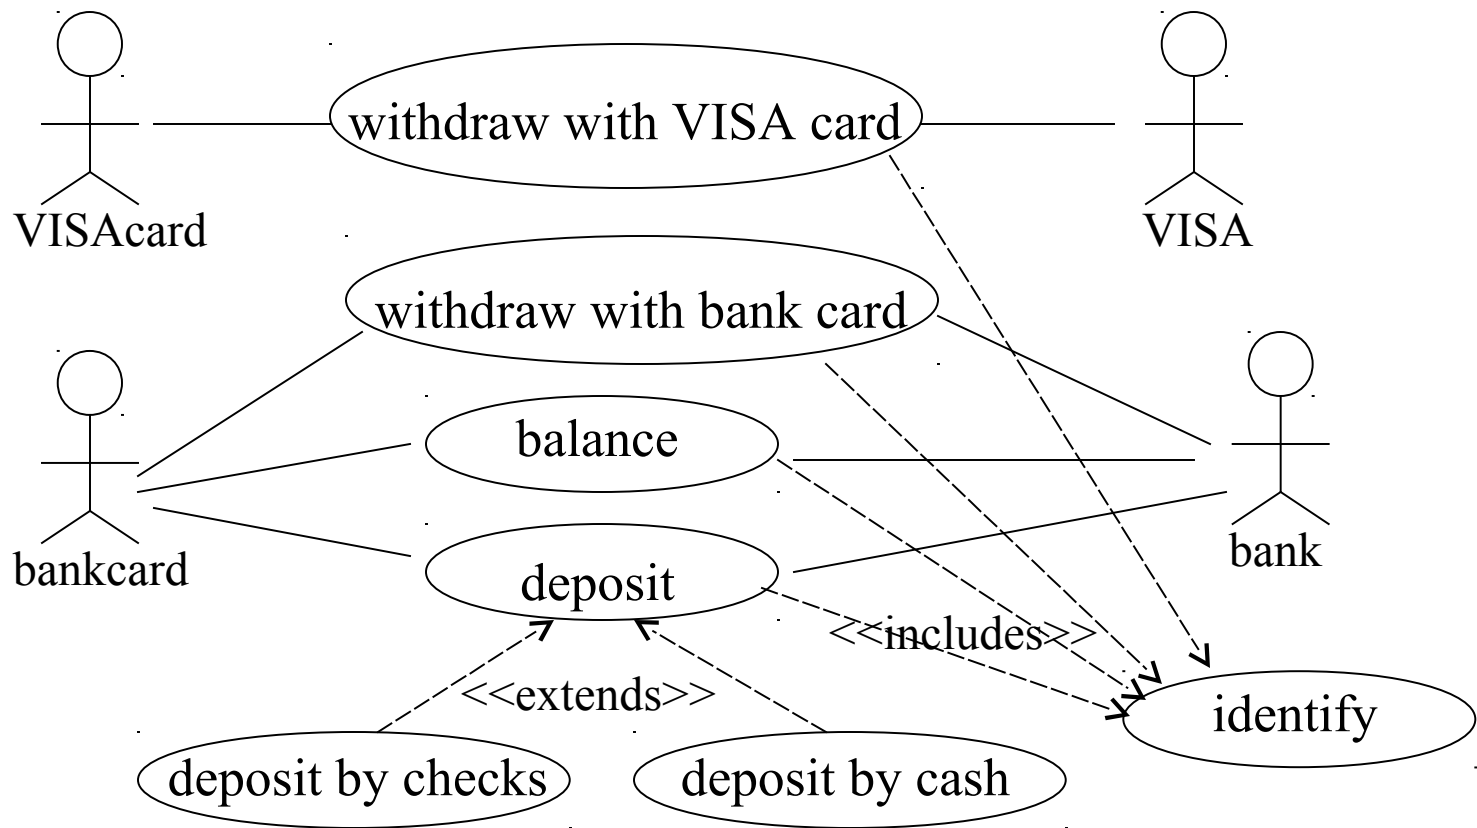 withdraw with VISA card
VISAcard
VISA
withdraw with bank card
balance
bankcard
bank
deposit
<<includes>>
<<extends>>
identify
deposit by checks
deposit by cash